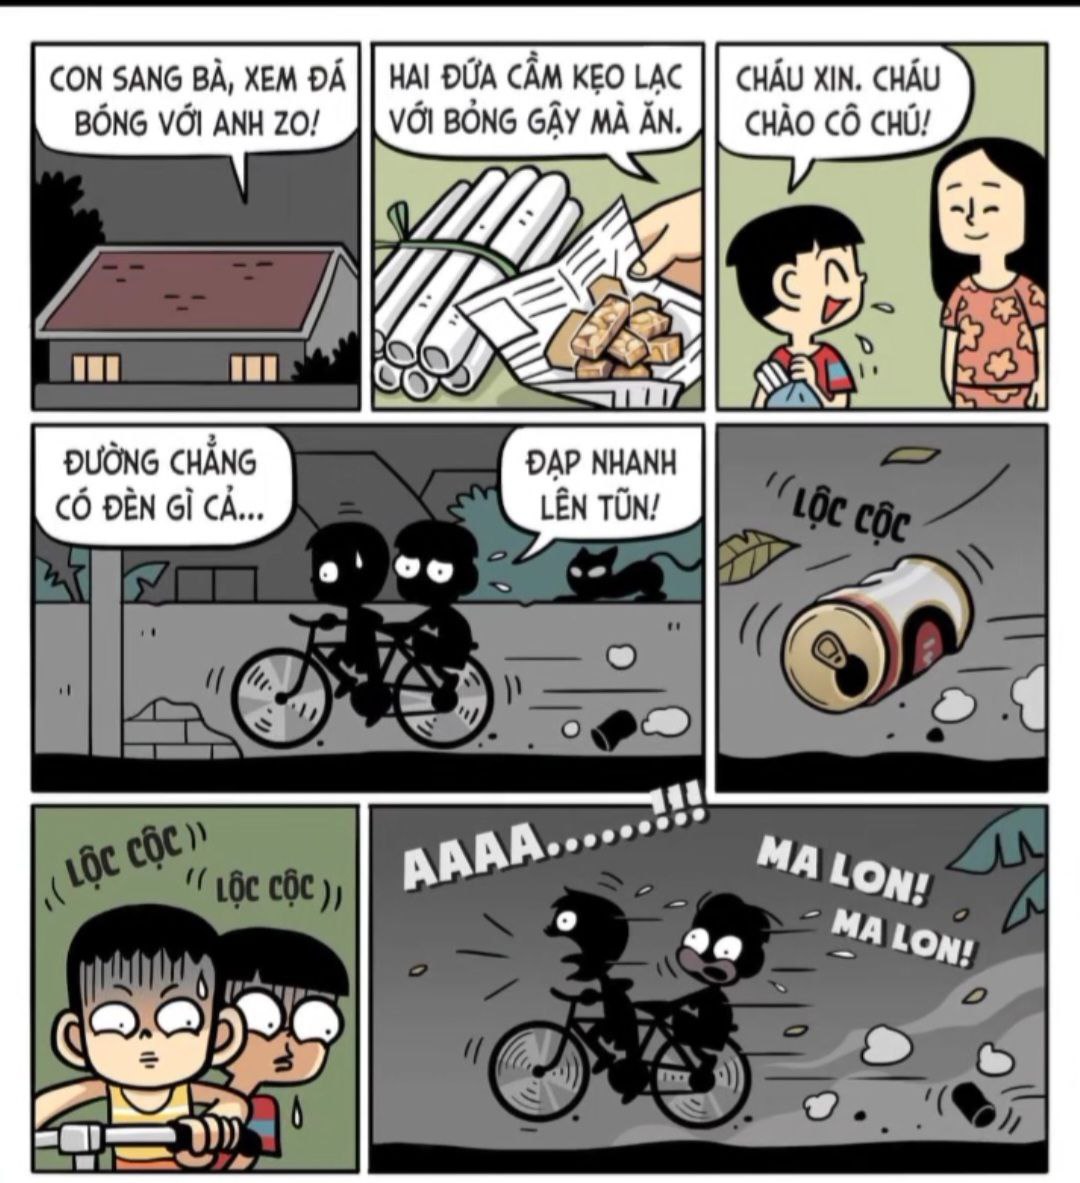 CON SANG BÀ, XEM ĐÁ
BÓNG VỚI ANH ZO!
HAI ĐỨA CẦM KẸO LẠC
VỚI BỎNG GẬY MÀ ĂN.
CHÁU XIN. CHÁU
CHÀO CÔ CHÚ!
ĐƯỜNG CHẲNG
CÓ ĐÈN GÌ CẢ...
ĐẠP NHANH
LÊN TŨN!
LỘC CỘC
LỘC CỘC
LỘC CỘC
AAAA.......!!!
MA LON!
MA LON!